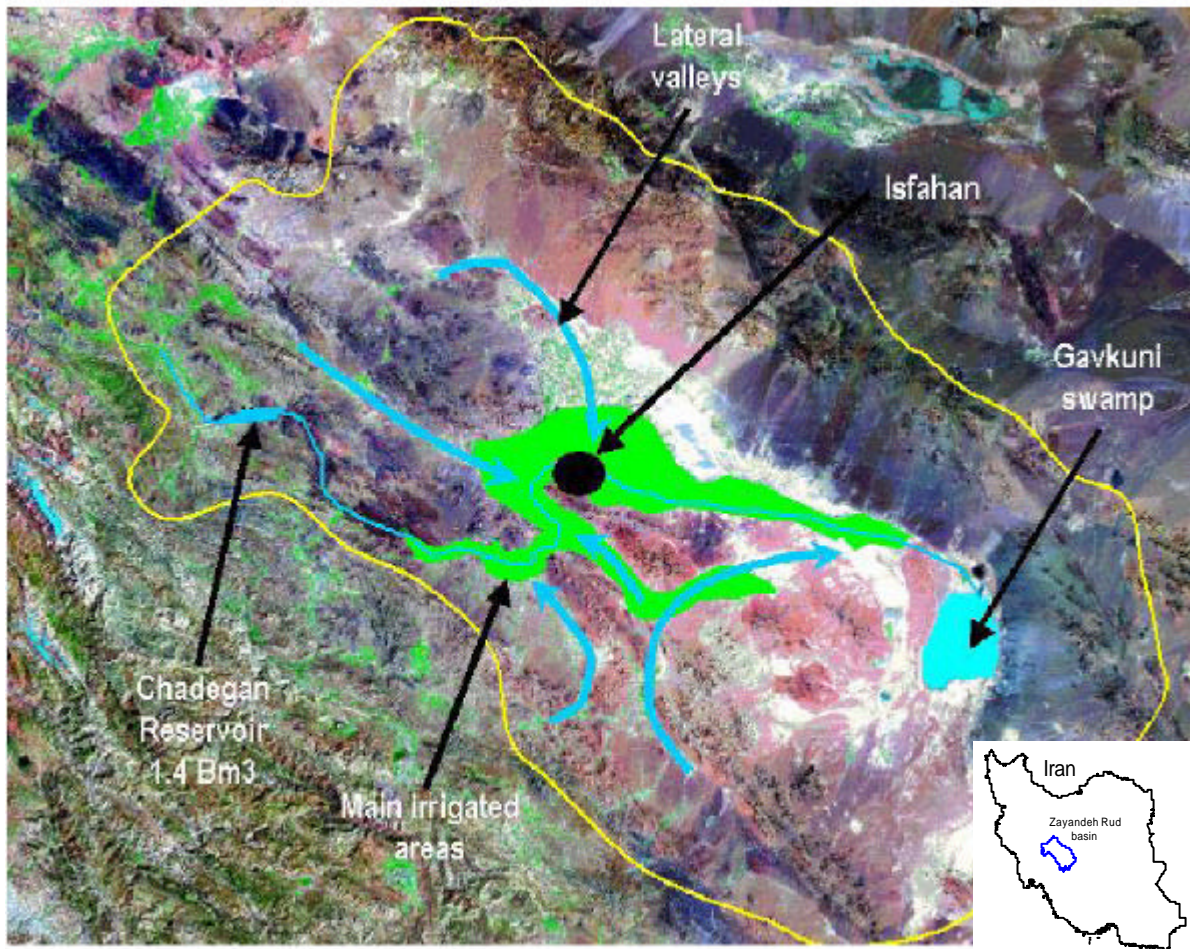 Lateral
valleys
Isfahan
Gavkuni
swamp
Chadegan
Reservoir
1.4 Bm3
Main irrigated
areas
Iran
Zayandeh Rud
basin